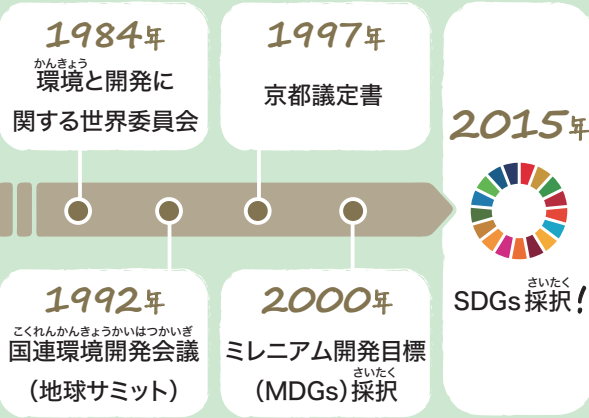 1984年
かんきょう
環境と開発に
関する世界委員会
1992年
こくれんかんきょうかいはつかいぎ
国連環境開発会議
（地球サミット）
1997年
京都議定書
2000年
ミレニアム開発目標
さいたく
（MDGs）採択
2015年
さいたく
SDGs採択！